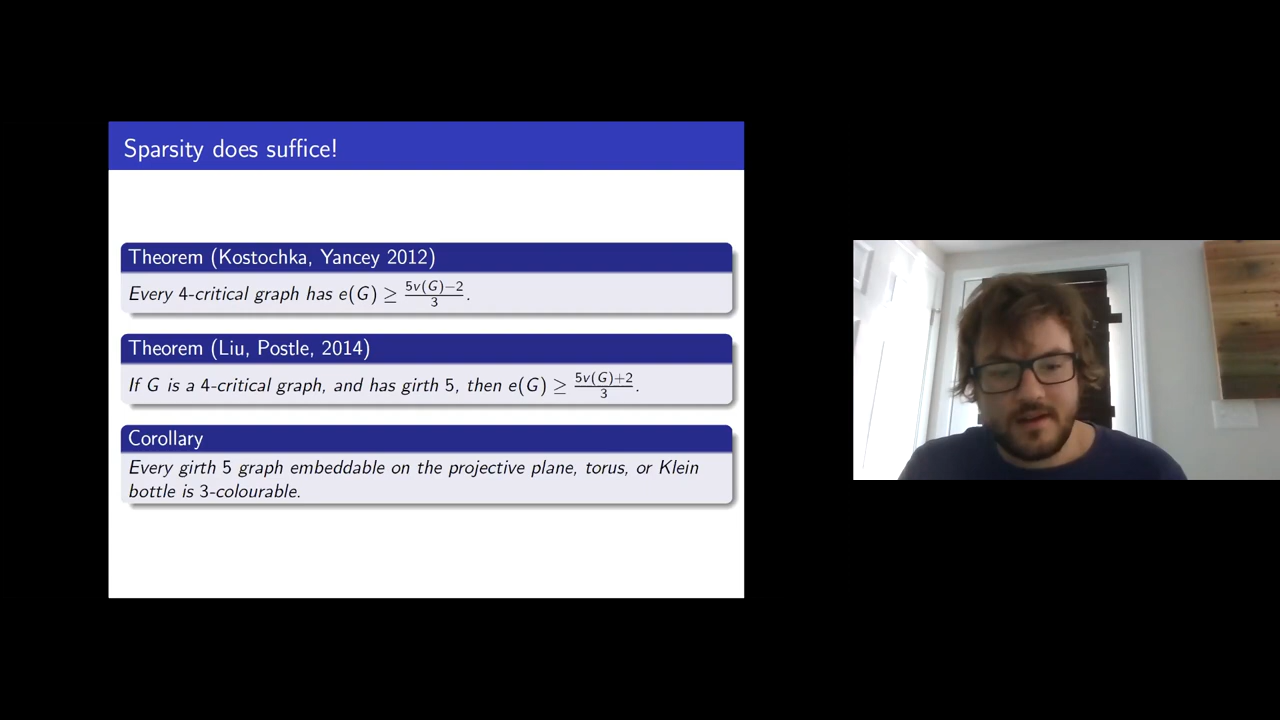 Sparsity does suffice!
Theorem (Kostochka, Yancey 2012)
Every 4-critical graph has e(G) ≥ \frac{5v(G)−2}{3}.
Theorem (Liu, Postle, 2014)
If G is a 4-critical graph, and has girth 5, then e(G) ≥ \frac{5v(G)+2}{3}.
Corollary
Every girth 5 graph embeddable on the projective plane, torus, or Klein
bottle is 3-colourable.